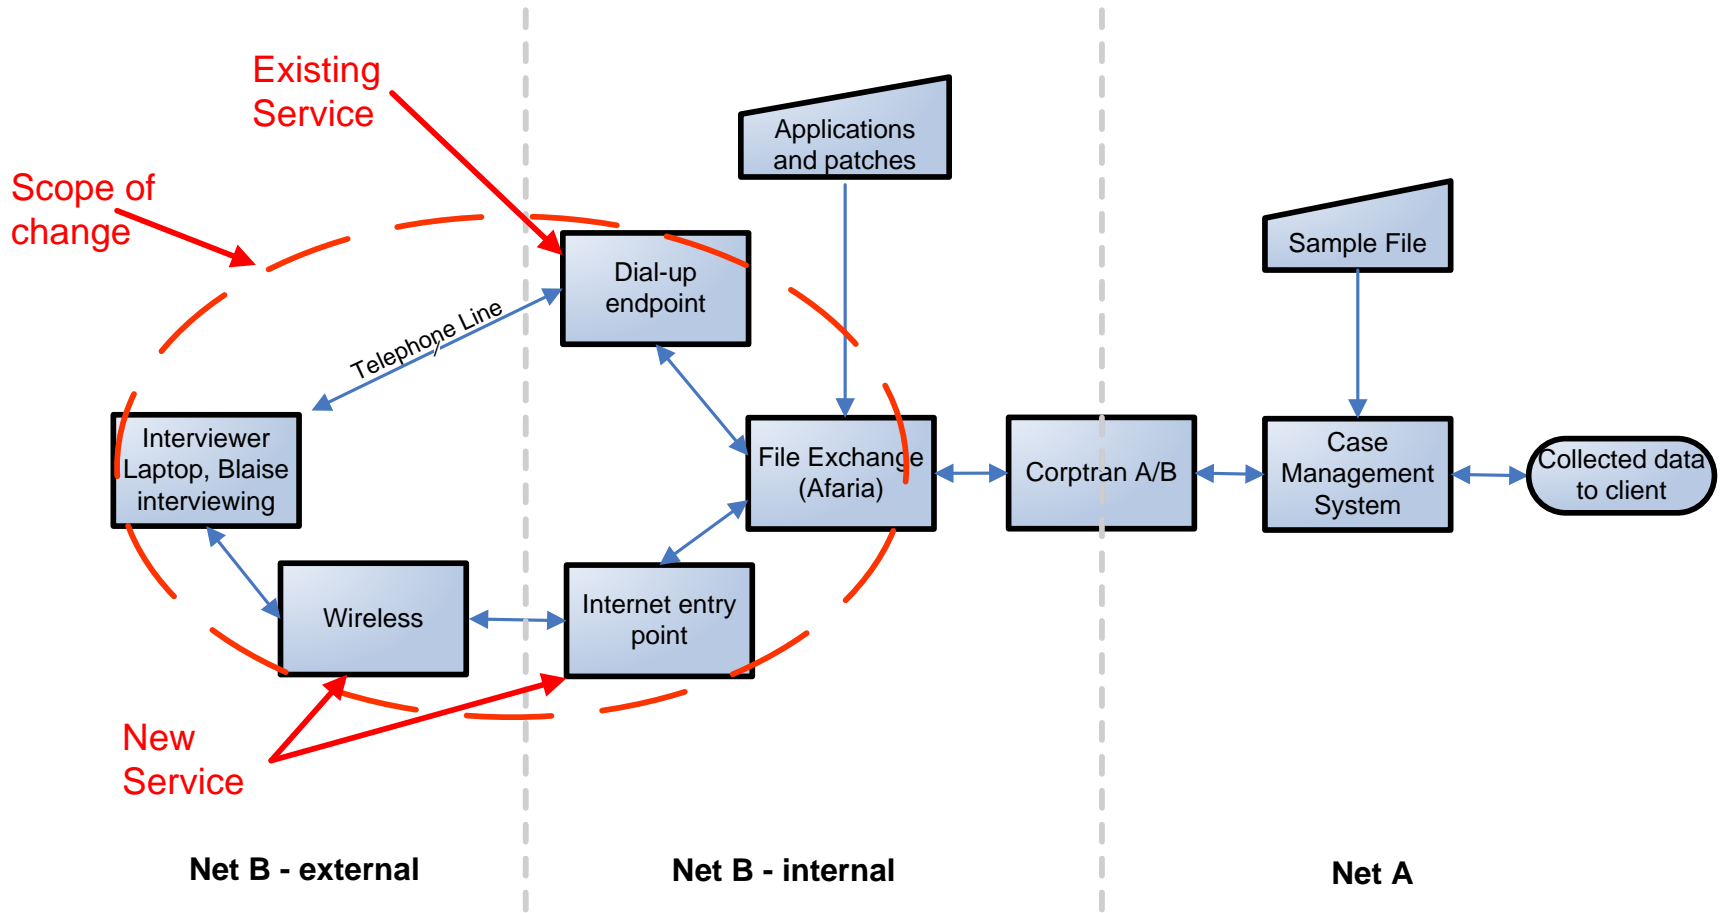 Existing
Service
Scope of
change
Applications
and patches
Sample File
Dial-up
endpoint
Telephone Line
Interviewer
Laptop, Blaise
interviewing
File Exchange
(Afaria)
Corptran A/B
Case
Management
System
Collected data
to client
Wireless
Internet entry
point
New
Service
Net B - external
Net B - internal
Net A